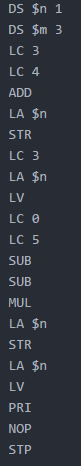 DS $n 1
DS $m 3
LC 3
LC 4
ADD
LA $n
STR
LC 3
LA $n
LV
LC 0
LC 5
SUB
SUB
MUL
LA $n
STR
LA $n
LV
PRI
NOP
STP